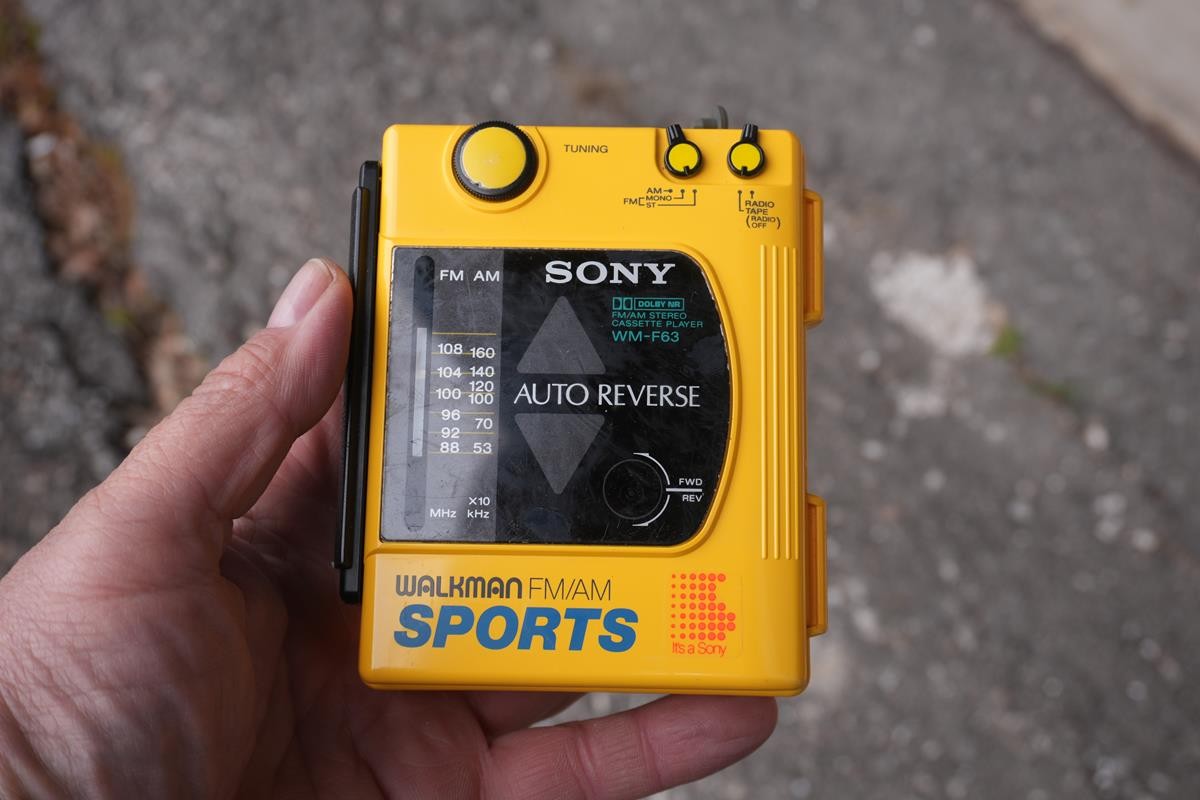 TUNING
AM
FM MONO
ST
RADIO
TAPE
(RADIO OFF)
FM AM
SONY
DOLBY NR
FM/AM STEREO
CASSETTE PLAYER
WM-F63
108 160
104 140
120
100 100
96 70
92
88 53
AUTO REVERSE
FWD
REV
X10
MHz kHz
WALKMAN FM/AM
SPORTS
It's a Sony